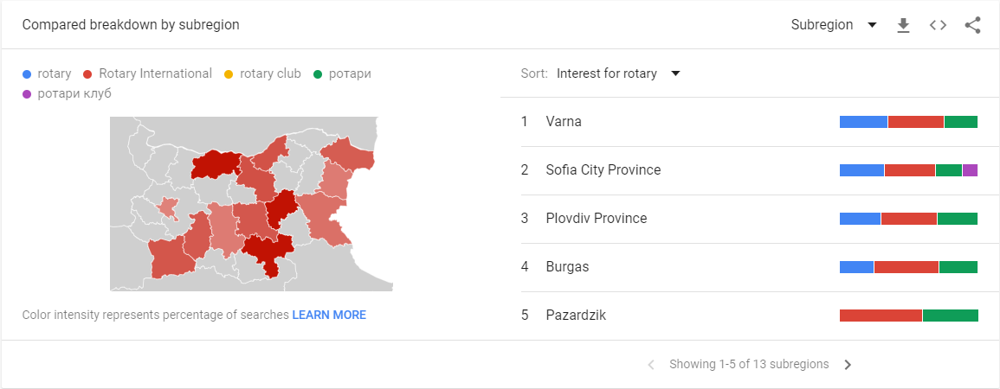 Compared breakdown by subregion
Subregion
rotary Rotary International rotary club ротари
ротари клуб
Color intensity represents percentage of searches LEARN MORE
Sort: Interest for rotary
1 Varna
2 Sofia City Province
3 Plovdiv Province
4 Burgas
5 Pazardzik
Showing 1-5 of 13 subregions